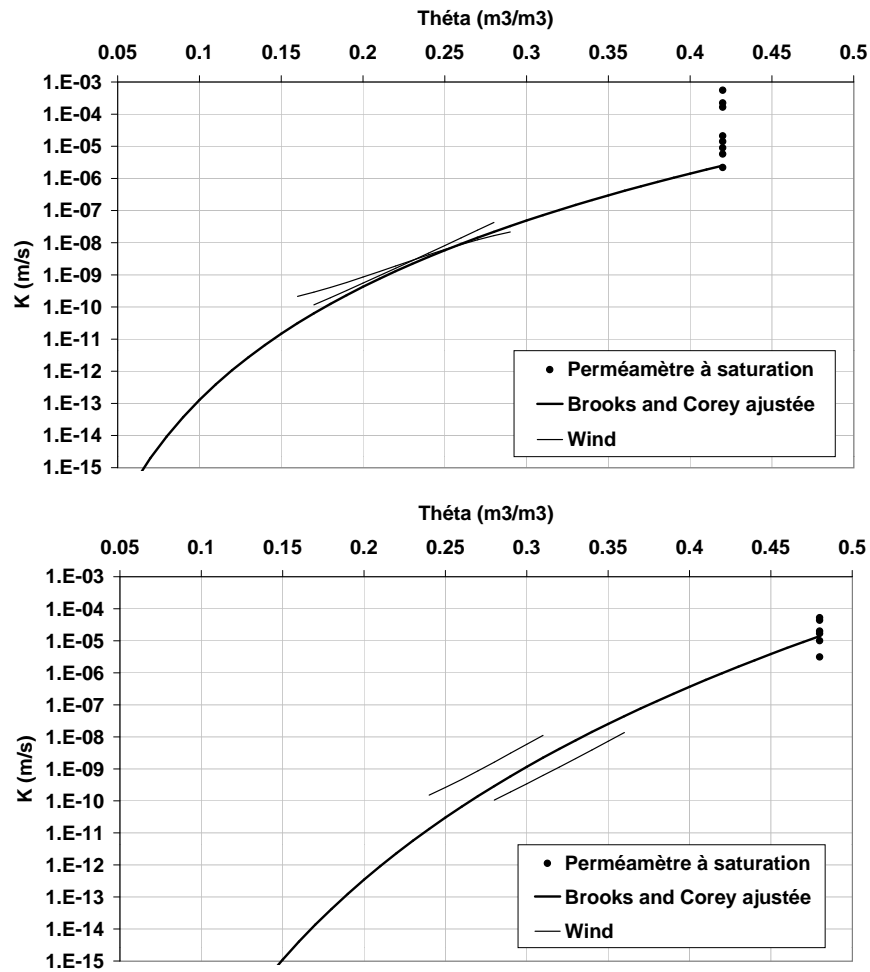 Théta (m3/m3)
0.05 0.1 0.15 0.2 0.25 0.3 0.35 0.4 0.45 0.5
1.E-03
1.E-04
1.E-05
1.E-06
1.E-07
1.E-08
1.E-09
1.E-10
1.E-11
1.E-12
1.E-13
1.E-14
1.E-15
K (m/s)
Perméamètre à saturation
Brooks and Corey ajustée
Wind
Théta (m3/m3)
0.05 0.1 0.15 0.2 0.25 0.3 0.35 0.4 0.45 0.5
1.E-03
1.E-04
1.E-05
1.E-06
1.E-07
1.E-08
1.E-09
1.E-10
1.E-11
1.E-12
1.E-13
1.E-14
1.E-15
K (m/s)
Perméamètre à saturation
Brooks and Corey ajustée
Wind